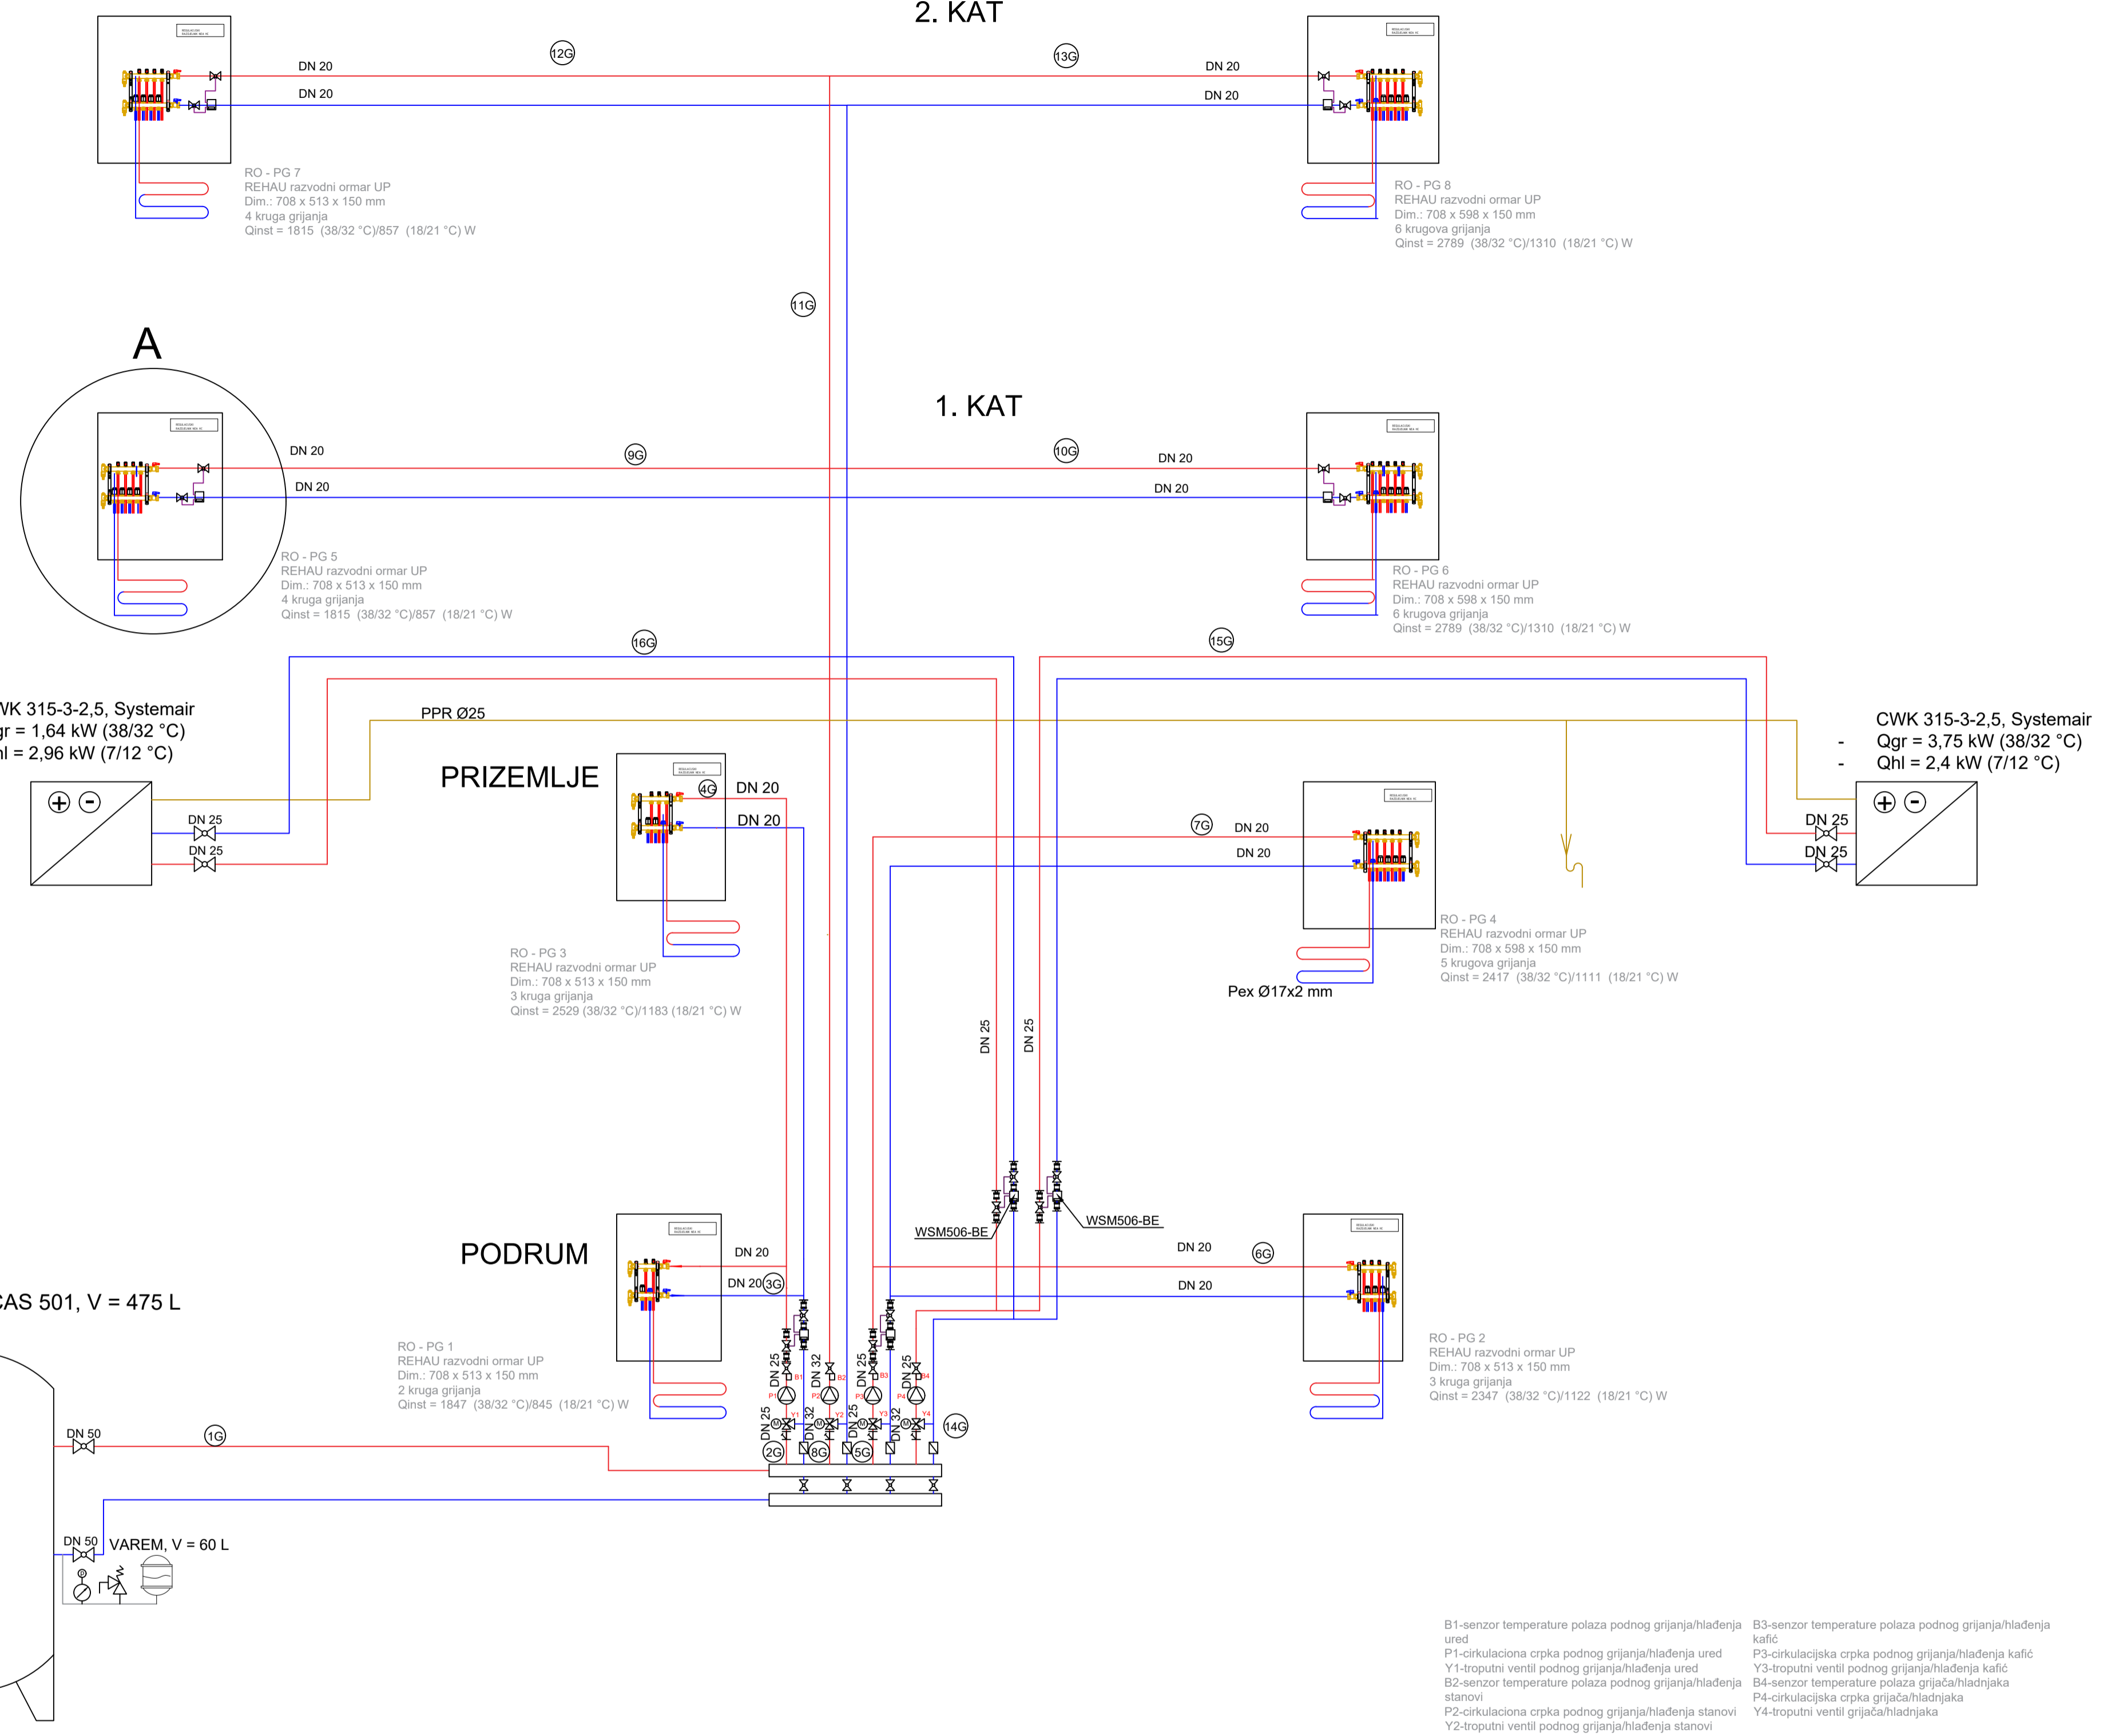 2. KAT
12G
13G
DN 20
DN 20
DN 20
DN 20
RO - PG 7
REHAU razvodni ormar UP
Dim.: 708 x 513 x 150 mm
4 kruga grijanja
Qinst = 1815 (38/32 °C)/857 (18/21 °C) W
RO - PG 8
REHAU razvodni ormar UP
Dim.: 708 x 598 x 150 mm
6 krugova grijanja
Qinst = 2789 (38/32 °C)/1310 (18/21 °C) W
11G
A
1. KAT
DN 20
9G
10G
DN 20
DN 20
DN 20
RO - PG 5
REHAU razvodni ormar UP
Dim.: 708 x 513 x 150 mm
4 kruga grijanja
Qinst = 1815 (38/32 °C)/857 (18/21 °C) W
RO - PG 6
REHAU razvodni ormar UP
Dim.: 708 x 598 x 150 mm
6 krugova grijanja
Qinst = 2789 (38/32 °C)/1310 (18/21 °C) W
16G
15G
315-3-2,5, Systemair
= 1,64 kW (38/32 °C)
= 2,96 kW (7/12 °C)
PPR Ø25
CWK 315-3-2,5, Systemair
- Qgr = 3,75 kW (38/32 °C)
- Qhl = 2,4 kW (7/12 °C)
+ -
DN 25
DN 25
PRIZEMLJE
4G
DN 20
DN 20
7G
DN 20
DN 20
+ -
DN 25
DN 25
RO - PG 3
REHAU razvodni ormar UP
Dim.: 708 x 513 x 150 mm
3 kruga grijanja
Qinst = 2529 (38/32 °C)/1183 (18/21 °C) W
RO - PG 4
REHAU razvodni ormar UP
Dim.: 708 x 598 x 150 mm
5 krugova grijanja
Qinst = 2417 (38/32 °C)/1111 (18/21 °C) W
Pex Ø17x2 mm
DN 25
DN 25
WSM506-BE
WSM506-BE
PODRUM
DN 20
DN 20
3G
DN 20
6G
DN 20
CAS 501, V = 475 L
RO - PG 1
REHAU razvodni ormar UP
Dim.: 708 x 513 x 150 mm
2 kruga grijanja
Qinst = 1847 (38/32 °C)/845 (18/21 °C) W
RO - PG 2
REHAU razvodni ormar UP
Dim.: 708 x 513 x 150 mm
3 kruga grijanja
Qinst = 2347 (38/32 °C)/1122 (18/21 °C) W
DN 25
DN 32
DN 25
DN 25
B1
B2
B3
B4
P1
P2
P3
P4
DN 25
DN 32
DN 25
DN 32
Y1
Y2
Y3
Y4
M
M
M
M
2G
8G
5G
14G
DN 50
1G
DN 50
VAREM, V = 60 L
P
B1-senzor temperature polaza podnog grijanja/hlađenja
ured
P1-cirkulaciona crpka podnog grijanja/hlađenja ured
Y1-troputni ventil podnog grijanja/hlađenja ured
B2-senzor temperature polaza podnog grijanja/hlađenja
stanovi
P2-cirkulaciona crpka podnog grijanja/hlađenja stanovi
Y2-troputni ventil podnog grijanja/hlađenja stanovi
B3-senzor temperature polaza podnog grijanja/hlađenja
kafić
P3-cirkulacijska crpka podnog grijanja/hlađenja kafić
Y3-troputni ventil podnog grijanja/hlađenja kafić
B4-senzor temperature polaza grijača/hladnjaka
P4-cirkulacijska crpka grijača/hladnjaka
Y4-troputni ventil grijača/hladnjaka